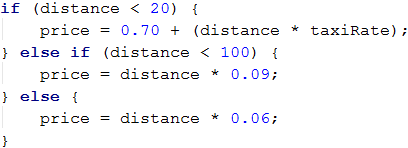 if (distance < 20) {
    price = 0.70 + (distance * taxiRate);
} else if (distance < 100) {
    price = distance * 0.09;
} else {
    price = distance * 0.06;
}